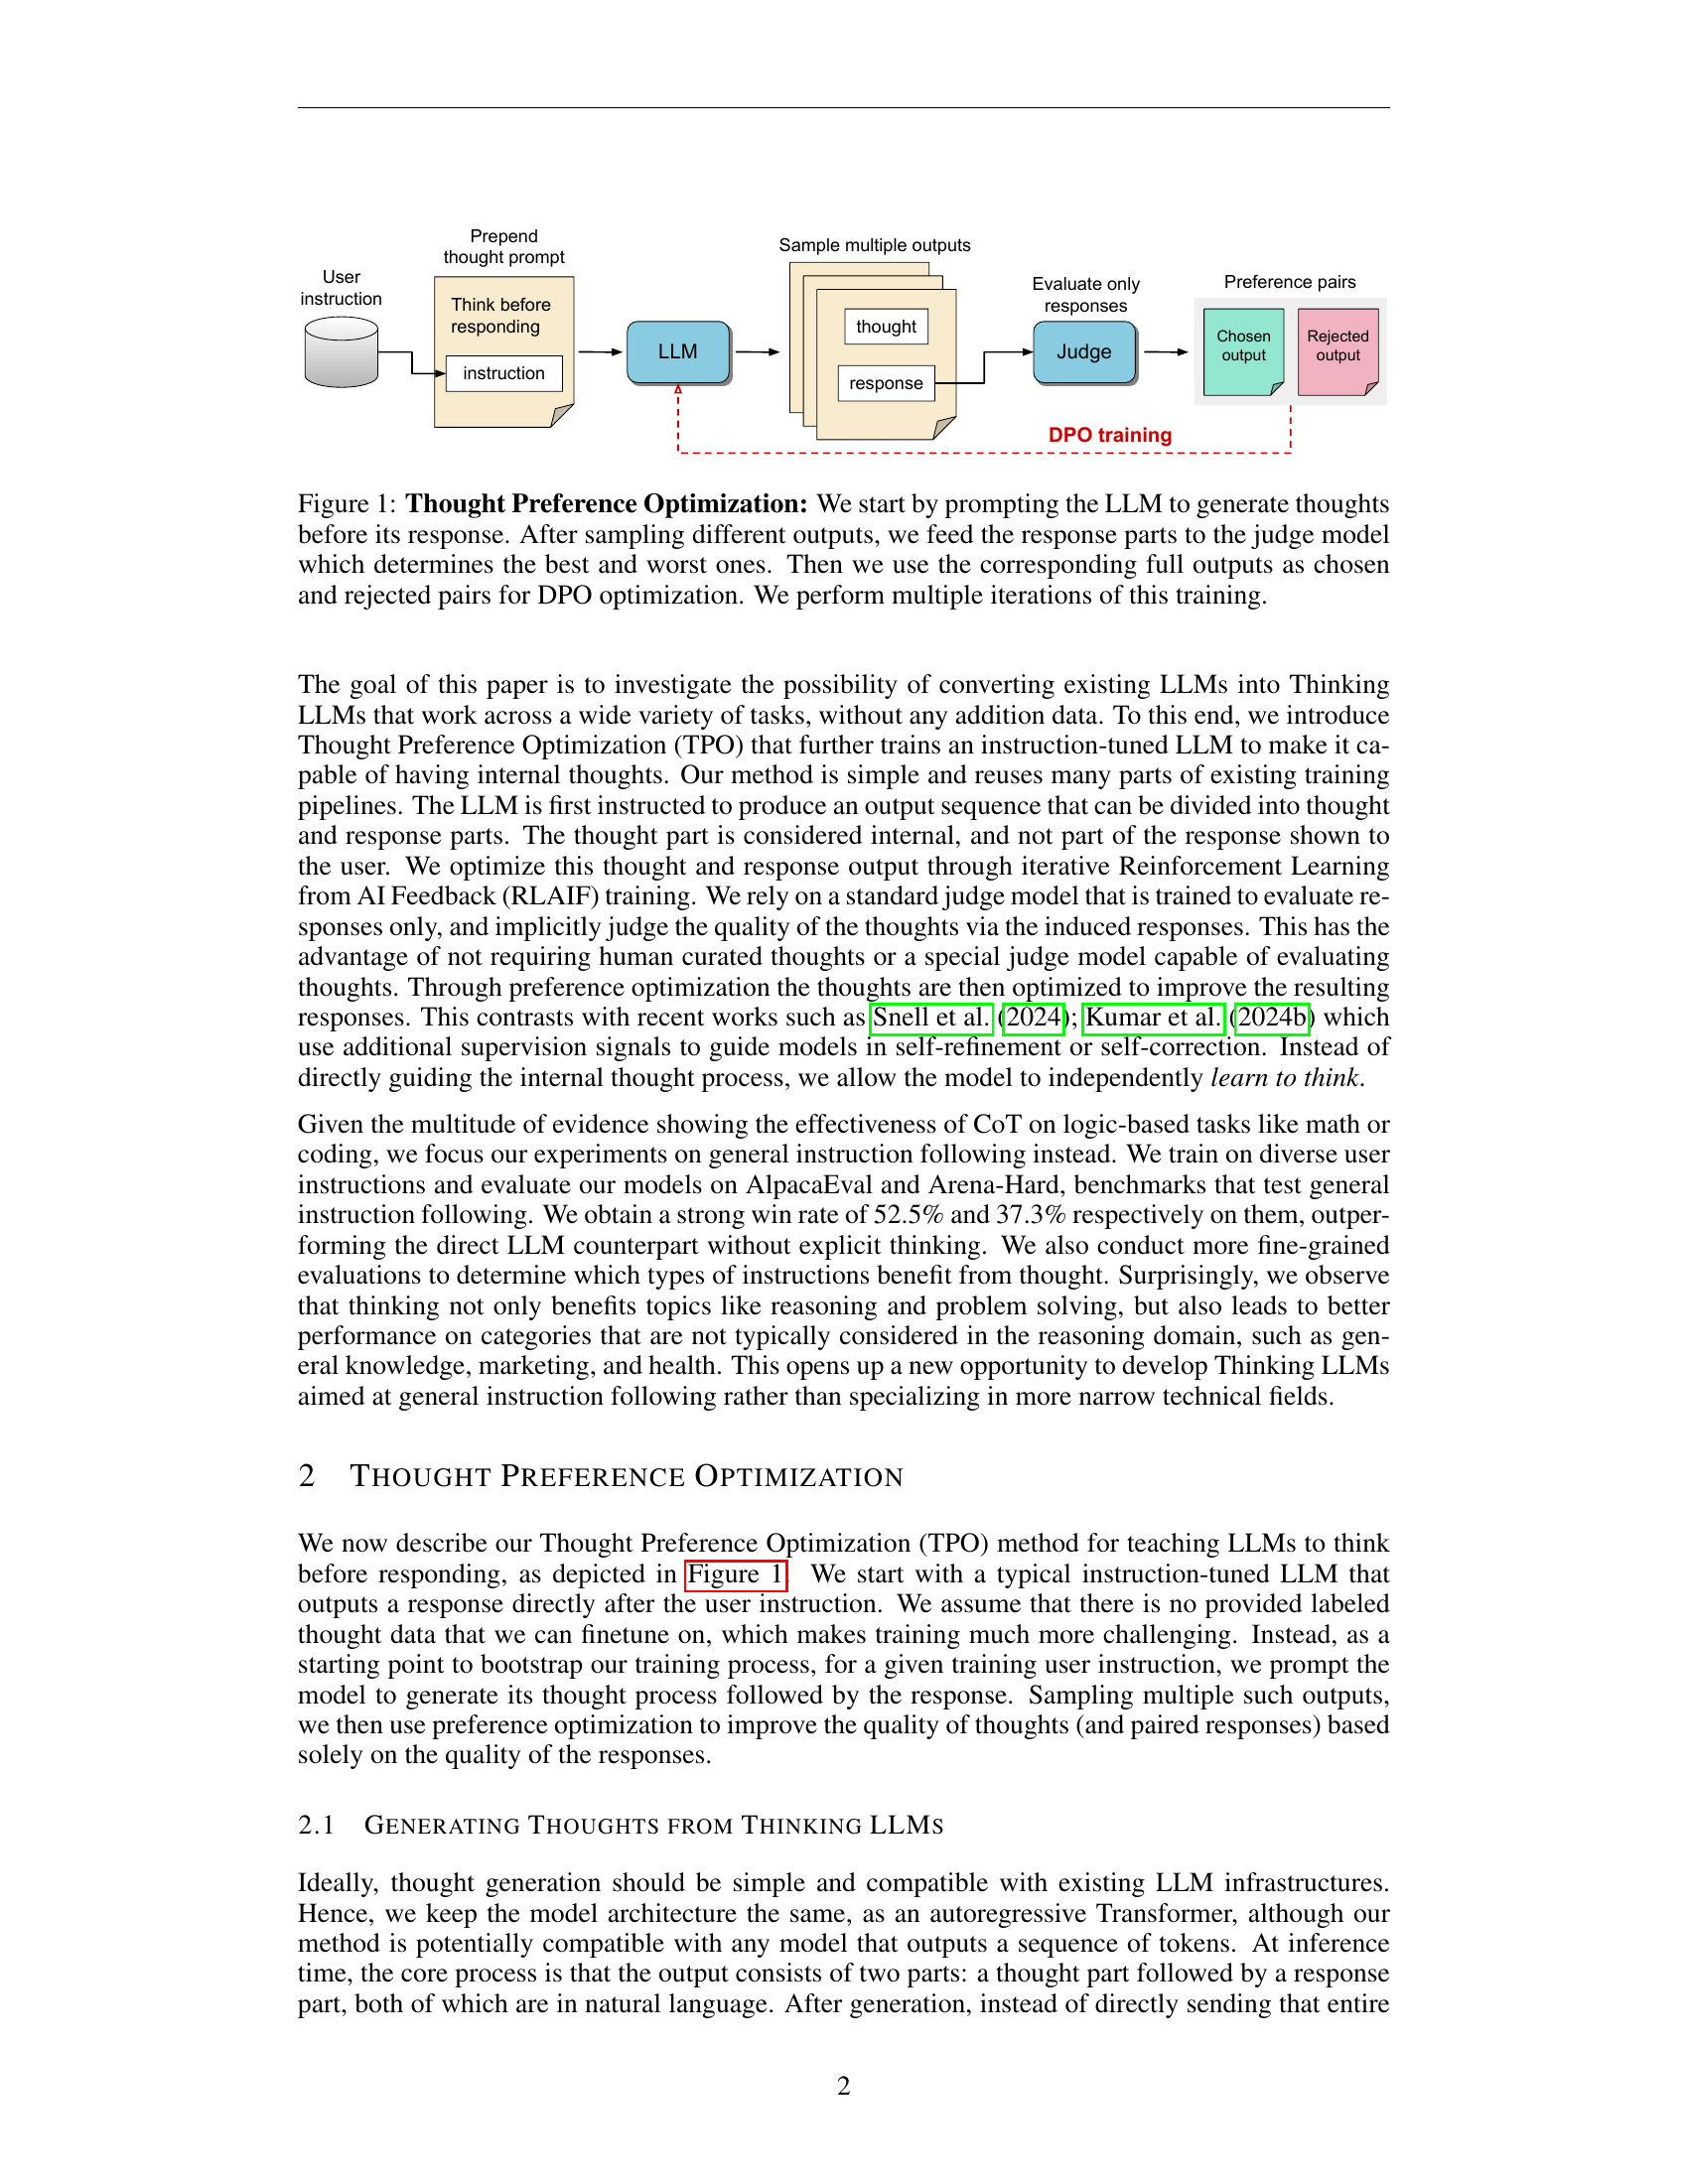 Prepend
thought prompt
Sample multiple outputs
User
instruction
Evaluate only
responses
Preference pairs
Think before
responding
instruction
LLM
thought
response
Judge
Chosen
output
Rejected
output
DPO training
Figure 1: Thought Preference Optimization: We start by prompting the LLM to generate thoughts
before its response. After sampling different outputs, we feed the response parts to the judge model
which determines the best and worst ones. Then we use the corresponding full outputs as chosen
and rejected pairs for DPO optimization. We perform multiple iterations of this training.
The goal of this paper is to investigate the possibility of converting existing LLMs into Thinking
LLMs that work across a wide variety of tasks, without any addition data. To this end, we introduce
Thought Preference Optimization (TPO) that further trains an instruction-tuned LLM to make it ca-
pable of having internal thoughts. Our method is simple and reuses many parts of existing training
pipelines. The LLM is first instructed to produce an output sequence that can be divided into thought
and response parts. The thought part is considered internal, and not part of the response shown to
the user. We optimize this thought and response output through iterative Reinforcement Learning
from AI Feedback (RLAIF) training. We rely on a standard judge model that is trained to evaluate re-
sponses only, and implicitly judge the quality of the thoughts via the induced responses. This has the
advantage of not requiring human curated thoughts or a special judge model capable of evaluating
thoughts. Through preference optimization the thoughts are then optimized to improve the resulting
responses. This contrasts with recent works such as Snell et al. (2024); Kumar et al. (2024b) which
use additional supervision signals to guide models in self-refinement or self-correction. Instead of
directly guiding the internal thought process, we allow the model to independently learn to think.
Given the multitude of evidence showing the effectiveness of CoT on logic-based tasks like math or
coding, we focus our experiments on general instruction following instead. We train on diverse user
instructions and evaluate our models on AlpacaEval and Arena-Hard, benchmarks that test general
instruction following. We obtain a strong win rate of 52.5% and 37.3% respectively on them, outper-
forming the direct LLM counterpart without explicit thinking. We also conduct more fine-grained
evaluations to determine which types of instructions benefit from thought. Surprisingly, we observe
that thinking not only benefits topics like reasoning and problem solving, but also leads to better
performance on categories that are not typically considered in the reasoning domain, such as gen-
eral knowledge, marketing, and health. This opens up a new opportunity to develop Thinking LLMs
aimed at general instruction following rather than specializing in more narrow technical fields.
2 THOUGHT PREFERENCE OPTIMIZATION
We now describe our Thought Preference Optimization (TPO) method for teaching LLMs to think
before responding, as depicted in Figure 1. We start with a typical instruction-tuned LLM that
outputs a response directly after the user instruction. We assume that there is no provided labeled
thought data that we can finetune on, which makes training much more challenging. Instead, as a
starting point to bootstrap our training process, for a given training user instruction, we prompt the
model to generate its thought process followed by the response. Sampling multiple such outputs,
we then use preference optimization to improve the quality of thoughts (and paired responses) based
solely on the quality of the responses.
2.1 GENERATING THOUGHTS FROM THINKING LLMS
Ideally, thought generation should be simple and compatible with existing LLM infrastructures.
Hence, we keep the model architecture the same, as an autoregressive Transformer, although our
method is potentially compatible with any model that outputs a sequence of tokens. At inference
time, the core process is that the output consists of two parts: a thought part followed by a response
part, both of which are in natural language. After generation, instead of directly sending that entire
2